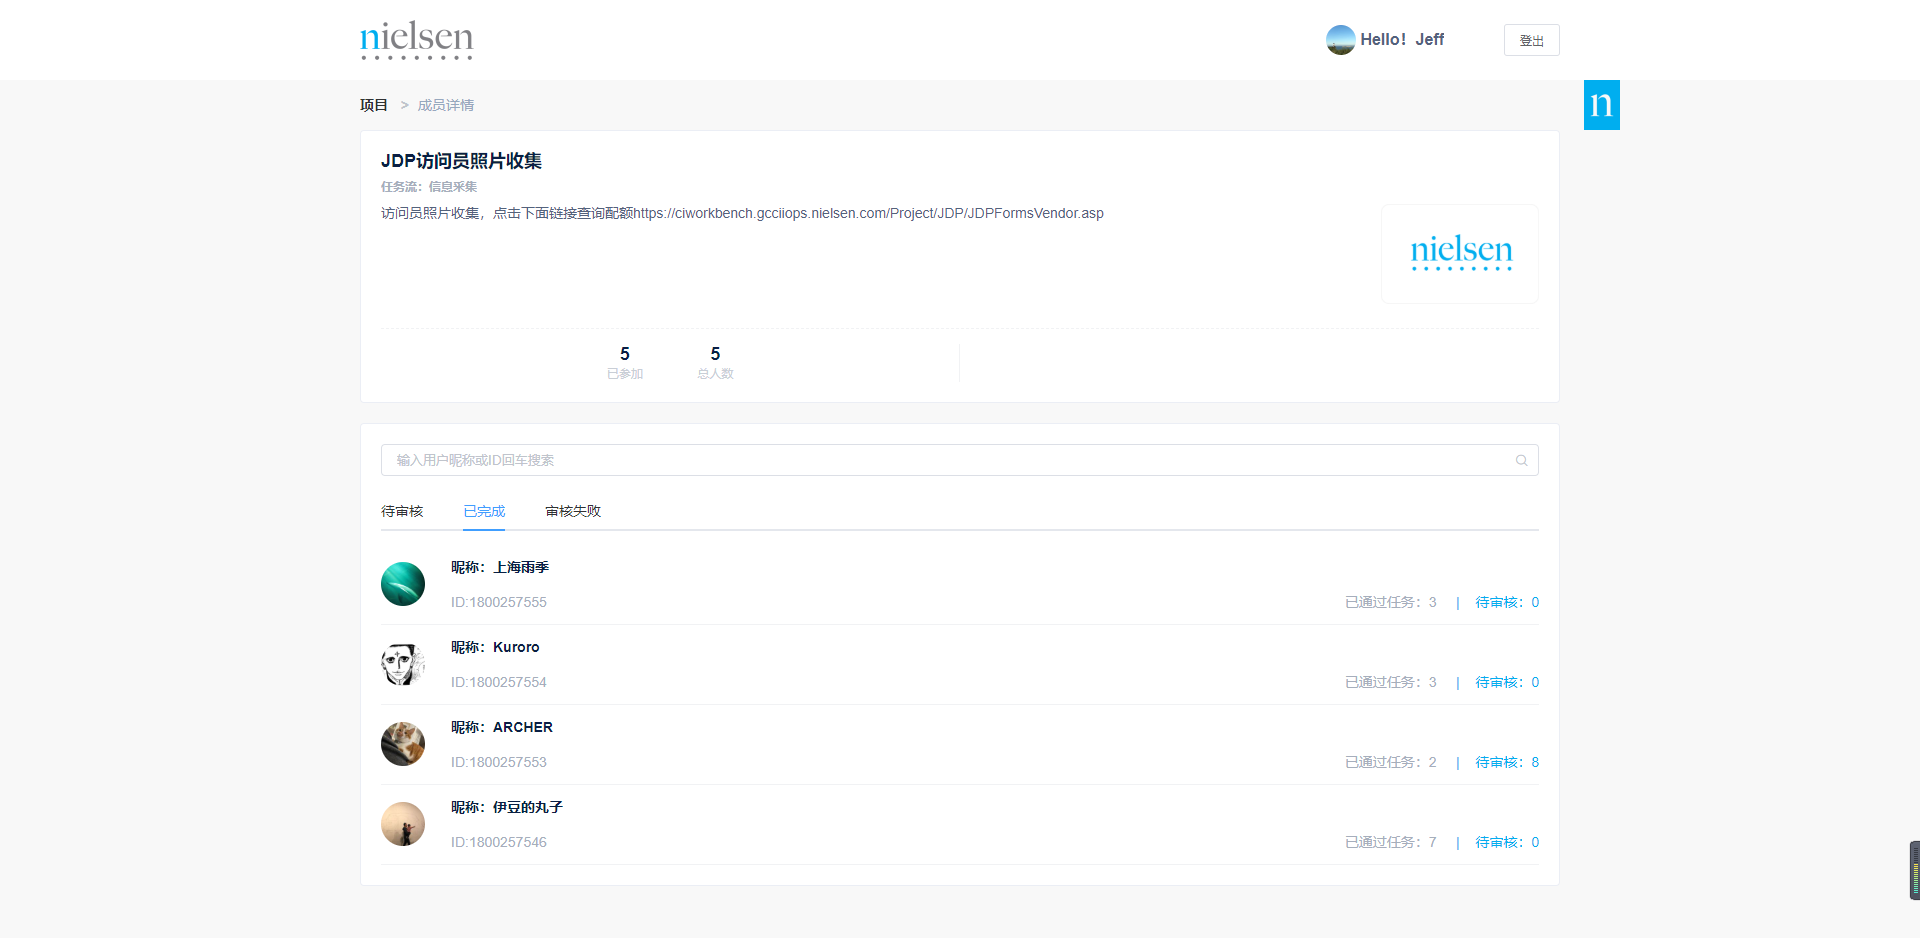 nielsen
Hello！Jeff
登出
n
项目 > 成员详情
JDP访问员照片收集
任务流：信息采集
访问员照片收集，点击下面链接查询配额https://ciworkbench.gcciiops.nielsen.com/Project/JDP/JDPFormsVendor.asp
nielsen
5 5
已参加 总人数
输入用户昵称或ID回车搜索
待审核 已完成 审核失败
昵称：上海雨季
ID:1800257555 已通过任务：3 | 待审核：0
昵称：Kuroro
ID:1800257554 已通过任务：3 | 待审核：0
昵称：ARCHER
ID:1800257553 已通过任务：2 | 待审核：8
昵称：伊豆的丸子
ID:1800257546 已通过任务：7 | 待审核：0